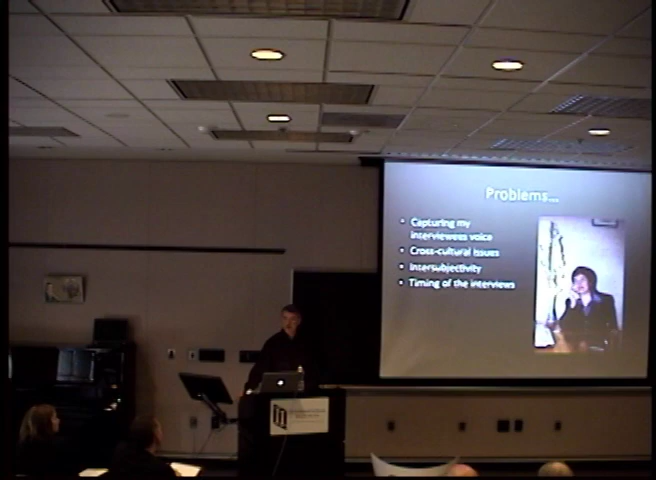 Problems...
• Capturing my
interviewees voice
• Cross-cultural issues
• Intersubjectivity
• Timing of the interviews